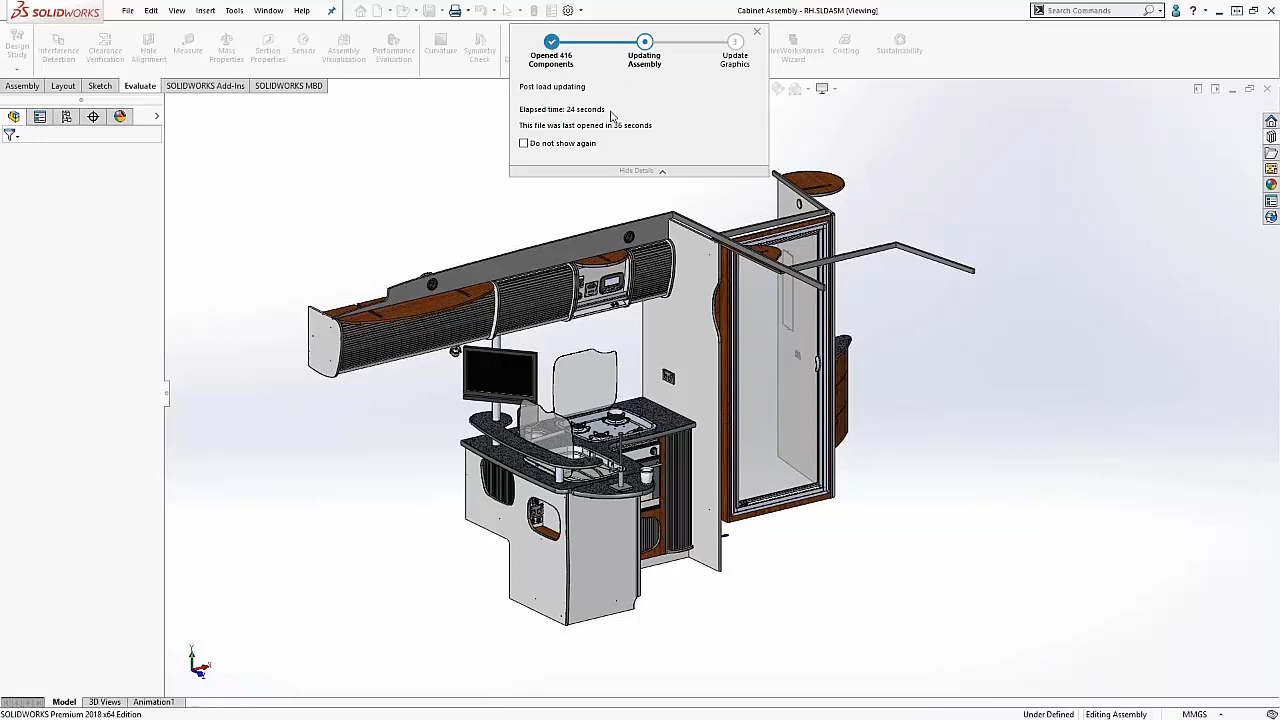 SOLIDWORKS
File
Edit
View
Insert
Tools
Window
Help
Cabinet Assembly - RH.SLDASM [Viewing]
Search Commands
?
Design
Study
Interference
Detection
Clearance
Verification
Hole
Alignment
Measure
Mass
Properties
Section
Properties
Sensor
Assembly
Visualization
Performance
Evaluation
Curvature
Symmetry
Check
iveWorksXpress
Wizard
Costing
Sustainability
Opened 416
Components
Updating
Assembly
3
Update
Graphics
Post load updating
Elapsed time: 24 seconds
This file was last opened in 36 seconds
Do not show again
Hide Details
Assembly
Layout
Sketch
Evaluate
SOLIDWORKS Add-Ins
SOLIDWORKS MBD
Y
X
Z
Model
3D Views
Animation1
SOLIDWORKS Premium 2018 x64 Edition
Under Defined
Editing Assembly
MMGS